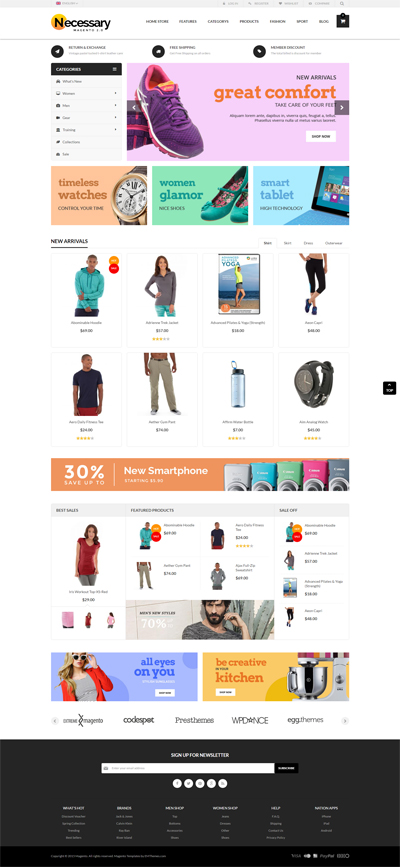 Necessary
MAGENTO 2.0
HOME STORE FEATURES CATEGORYS PRODUCTS FASHION SPORT BLOG
RETURN & EXCHANGE
FREE SHIPPING
MEMBER DISCOUNT
CATEGORIES
What's New
Women
Men
Gear
Training
Collections
Sale
NEW ARRIVALS
great comfort
TAKE CARE OF YOUR FEET
SHOP NOW
timeless
watches
CONTROL YOUR TIME
women
glamor
NICE SHOES
smart
tablet
HIGH TECHNOLOGY
NEW ARRIVALS
Shirt Skirt Dress Outerwear
Abominable Hoodie
$69.00
Adrienne Trek Jacket
$57.00
Advanced Pilates & Yoga (Strength)
$18.00
Aeon Capri
$48.00
Aero Daily Fitness Tee
$24.00
Aether Gym Pant
$74.00
Affirm Water Bottle
$7.00
Aim Analog Watch
$45.00
TOP
30%
SAVE UP TO
New Smartphone
STARTING $5.90
BEST SALES
FEATURED PRODUCTS
SALE OFF
Iris Workout Top-XS-Red
$29.00
Abominable Hoodie
$69.00
Aero Daily Fitness
Tee
$24.00
Aether Gym Pant
$74.00
Ajax Full-Zip
Sweatshirt
$69.00
MEN'S NEW STYLES
70%
Abominable Hoodie
$69.00
Adrienne Trek Jacket
$57.00
Advanced Pilates & Yoga
(Strength)
$18.00
Aeon Capri
$48.00
all eyes
on you
SHOP NOW
be creative
IN YOUR
kitchen
SHOP NOW
EXTREME magento
codespot
Presthemes
WPDANCE
egg.themes
SIGN UP FOR NEWSLETTER
Enter your email address
SUBSCRIBE
WHAT'S HOT BRANDS MEN SHOP WOMEN SHOP HELP NATION APPS